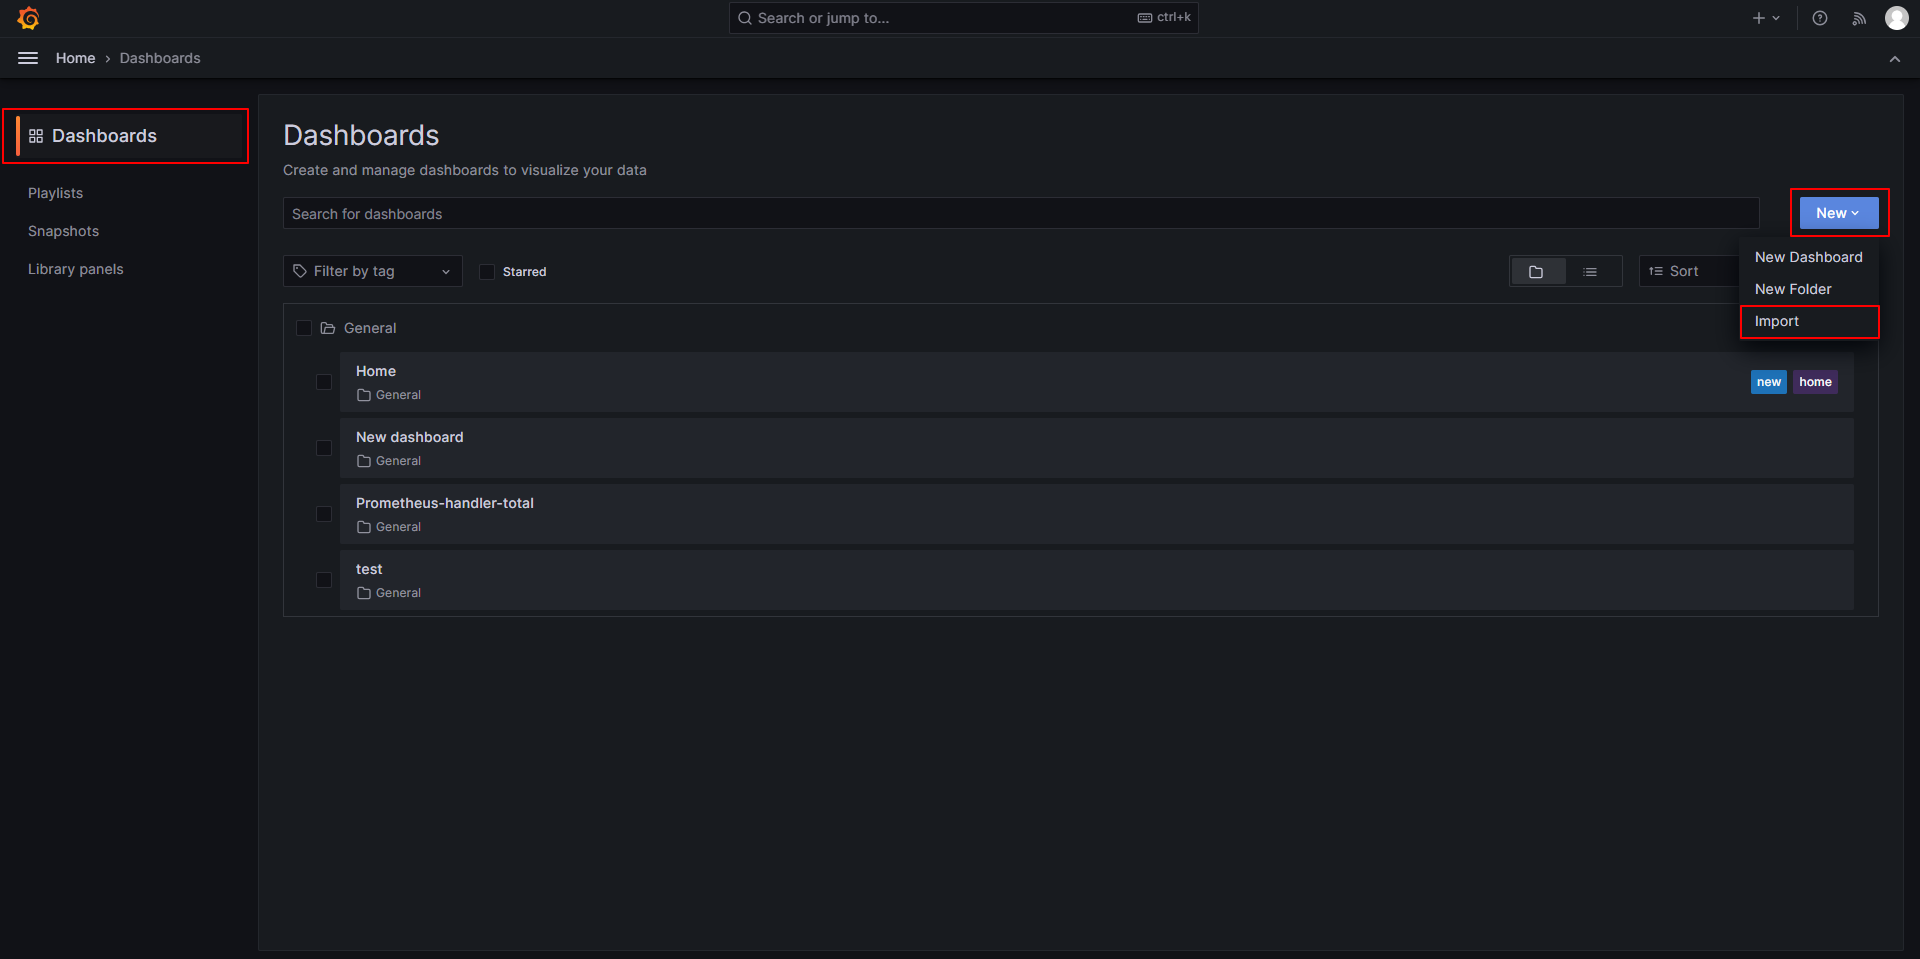 Search or jump to...
ctrl+k
Home
Dashboards
Dashboards
Playlists
Snapshots
Library panels
Dashboards
Create and manage dashboards to visualize your data
Search for dashboards
New
New Dashboard
New Folder
Import
Filter by tag
Starred
Sort
General
Home
General
new
home
New dashboard
General
Prometheus-handler-total
General
test
General